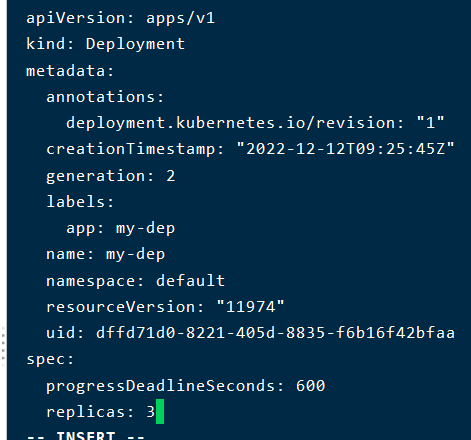 apiVersion: apps/v1
kind: Deployment
metadata:
  annotations:
    deployment.kubernetes.io/revision: "1"
  creationTimestamp: "2022-12-12T09:25:45Z"
  generation: 2
  labels:
    app: my-dep
  name: my-dep
  namespace: default
  resourceVersion: "11974"
  uid: dffd71d0-8221-405d-8835-f6b16f42bfaa
spec:
  progressDeadlineSeconds: 600
  replicas: 3
-- INSERT --